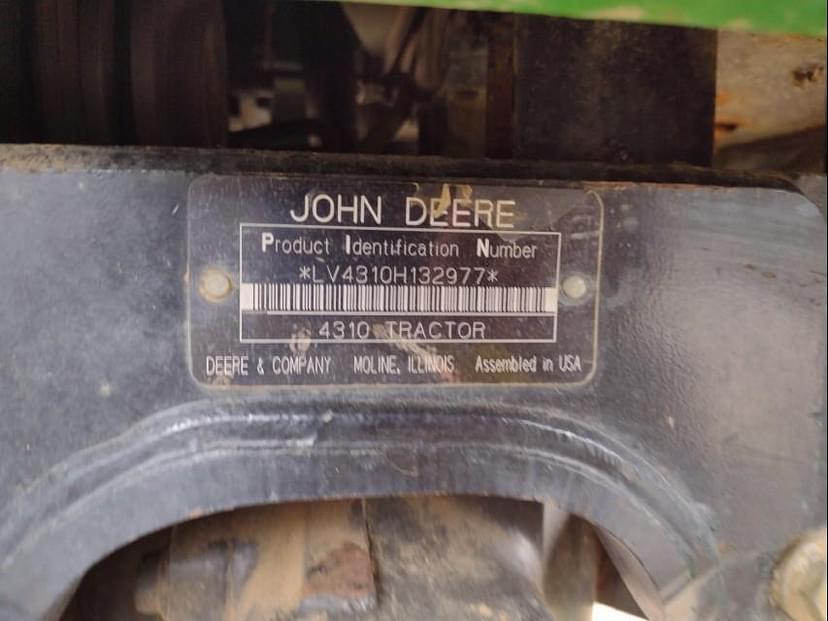 JOHN DEERE
Product Identification Number
*LV4310H132977*
4310 TRACTOR
DEERE & COMPANY MOLINE, ILLINOIS Assembled in USA